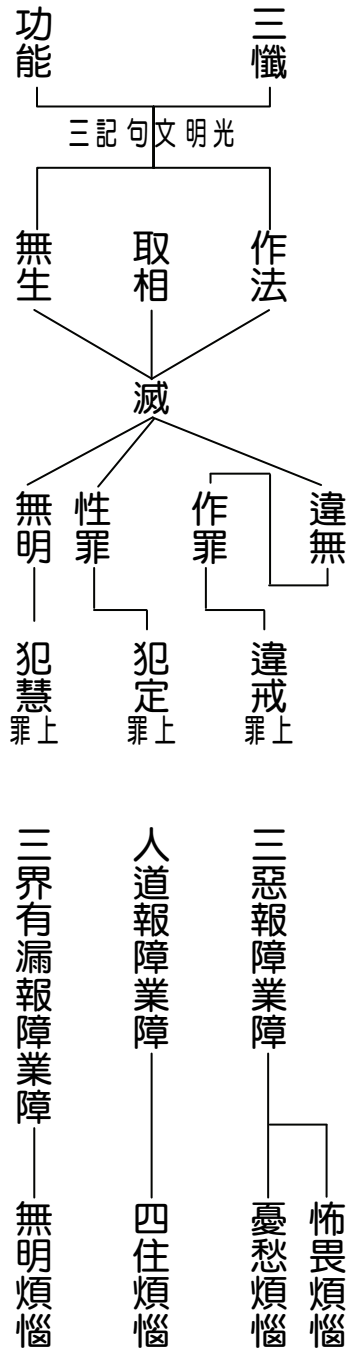 三懺
功能
三記句文明光
作法
取相
無生
滅
違無
作罪
性罪
無明
違戒上罪
犯定上罪
犯慧上罪
三惡報障業障
人道報障業障
三界有漏報障業障
怖畏煩惱
憂愁煩惱
四住煩惱
無明煩惱